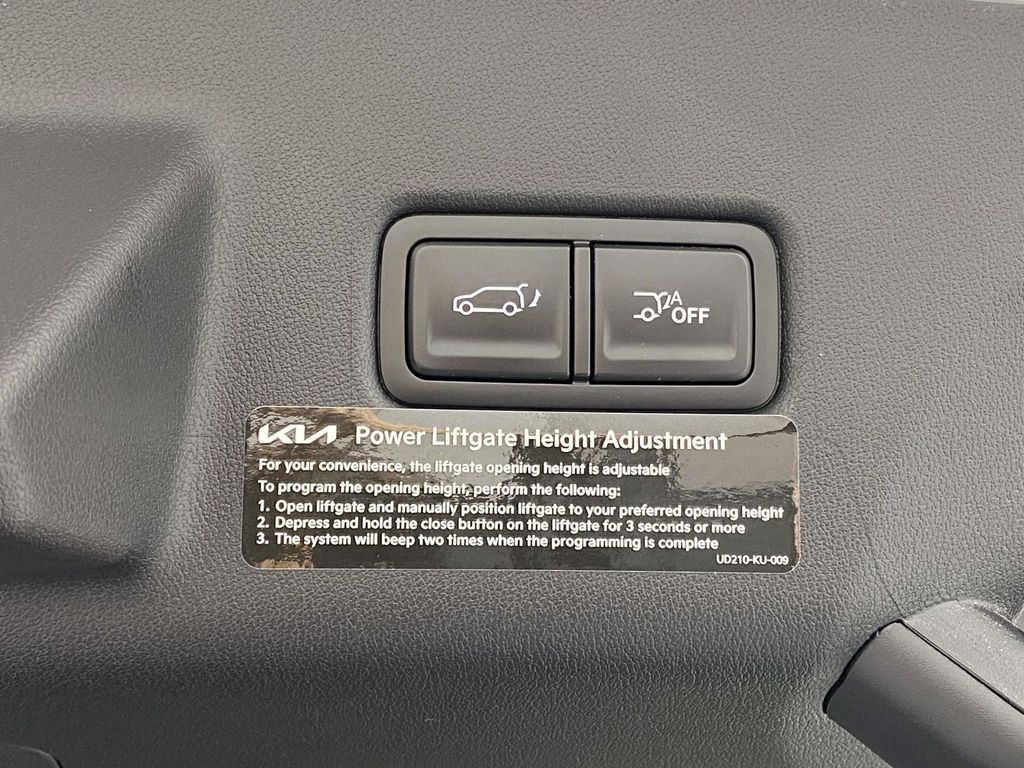 A
OFF
KIA Power Liftgate Height Adjustment
For your convenience, the liftgate opening height is adjustable
To program the opening height, perform the following:
1. Open liftgate and manually position liftgate to your preferred opening height
2. Depress and hold the close button on the liftgate for 3 seconds or more
3. The system will beep two times when the programming is complete
UD210-KU-009